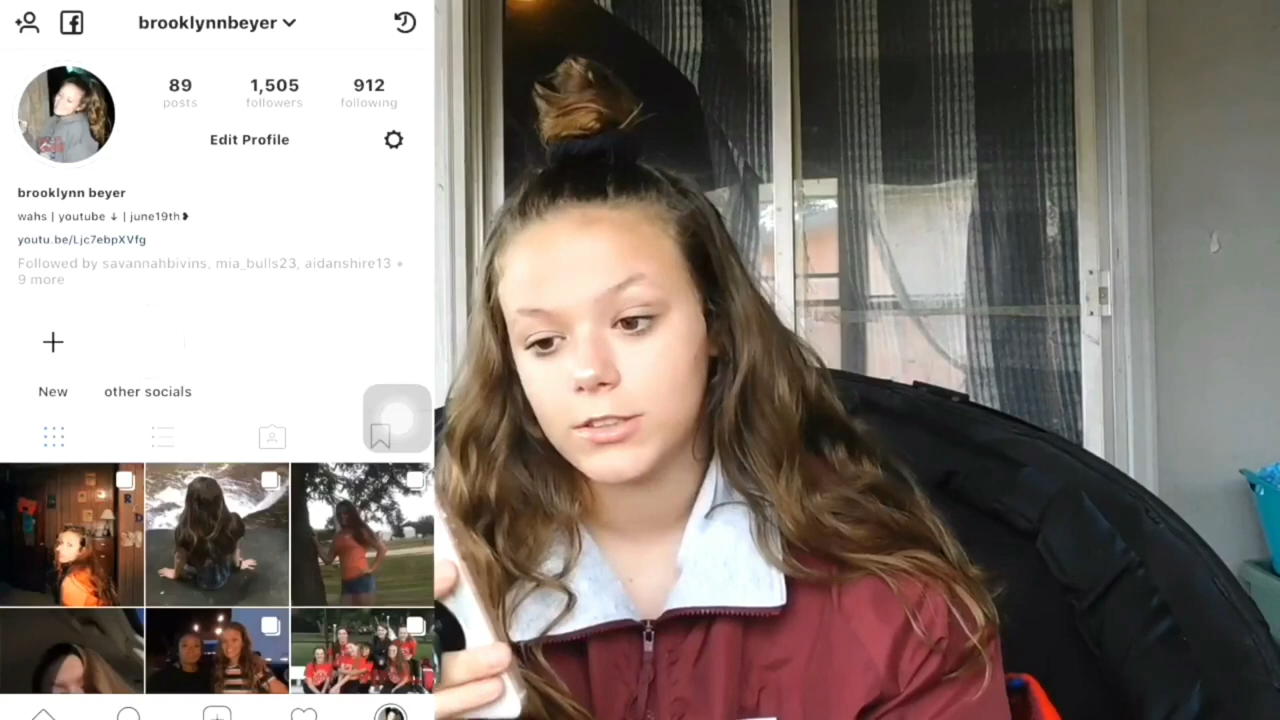 brooklynnbeyer
89 1,505 912
posts followers following
Edit Profile
brooklynn beyer
wahs | youtube ↓ | june19th❥
youtu.be/Ljc7ebpXVfg
Followed by savannahbivins, mia_bulls23, aidanshire13 +
9 more
New other socials